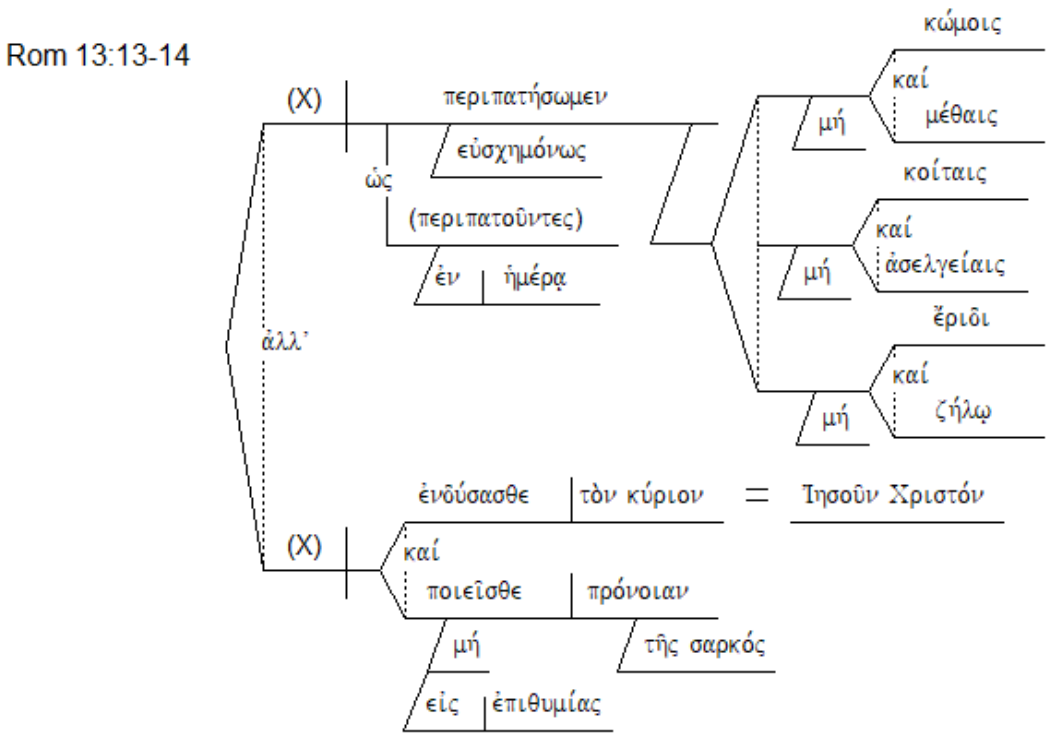 Rom 13:13-14
κώμοις
(X) περιπατήσωμεν
καί
μή
μέθαις
εὐσχημόνως
ὡς
κοίταις
(περιπατοῦντες)
καί
μή
ἀσελγείαις
ἐν ἡμέρᾳ
ἔριδι
ἀλλ'
καί
μή
ζήλῳ
ἐνδύσασθε τὸν κύριον = Ἰησοῦν Χριστόν
(X)
καί
ποιεῖσθε πρόνοιαν
μή
τῆς σαρκός
εἰς ἐπιθυμίας